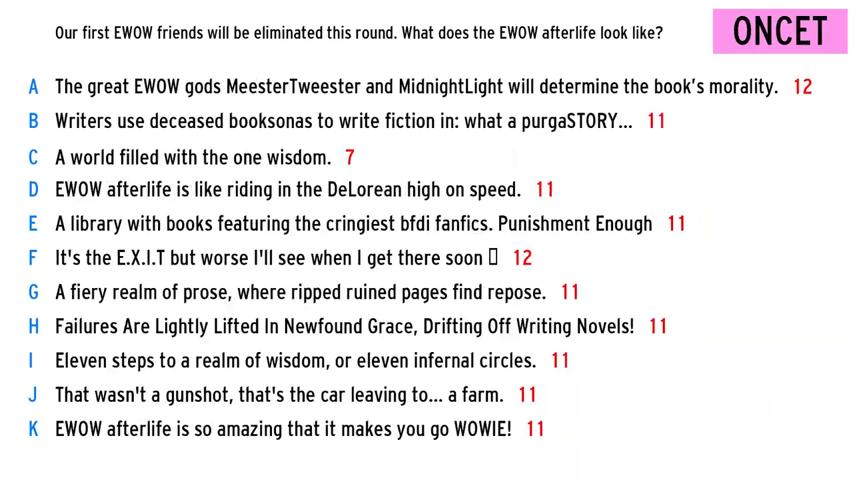 Our first EWOW friends will be eliminated this round. What does the EWOW afterlife look like?
ONCET
A The great EWOW gods MeesterTweester and MidnightLight will determine the book's morality. 12
B Writers use deceased booksonas to write fiction in: what a purgaSTORY... 11
C A world filled with the one wisdom. 7
D EWOW afterlife is like riding in the DeLorean high on speed. 11
E A library with books featuring the cringiest bfdi fanfics. Punishment Enough 11
F It's the E.X.I.T but worse I'll see when I get there soon 12
G A fiery realm of prose, where ripped ruined pages find repose. 11
H Failures Are Lightly Lifted In Newfound Grace, Drifting Off Writing Novels! 11
I Eleven steps to a realm of wisdom, or eleven infernal circles. 11
J That wasn't a gunshot, that's the car leaving to... a farm. 11
K EWOW afterlife is so amazing that it makes you go WOWIE! 11